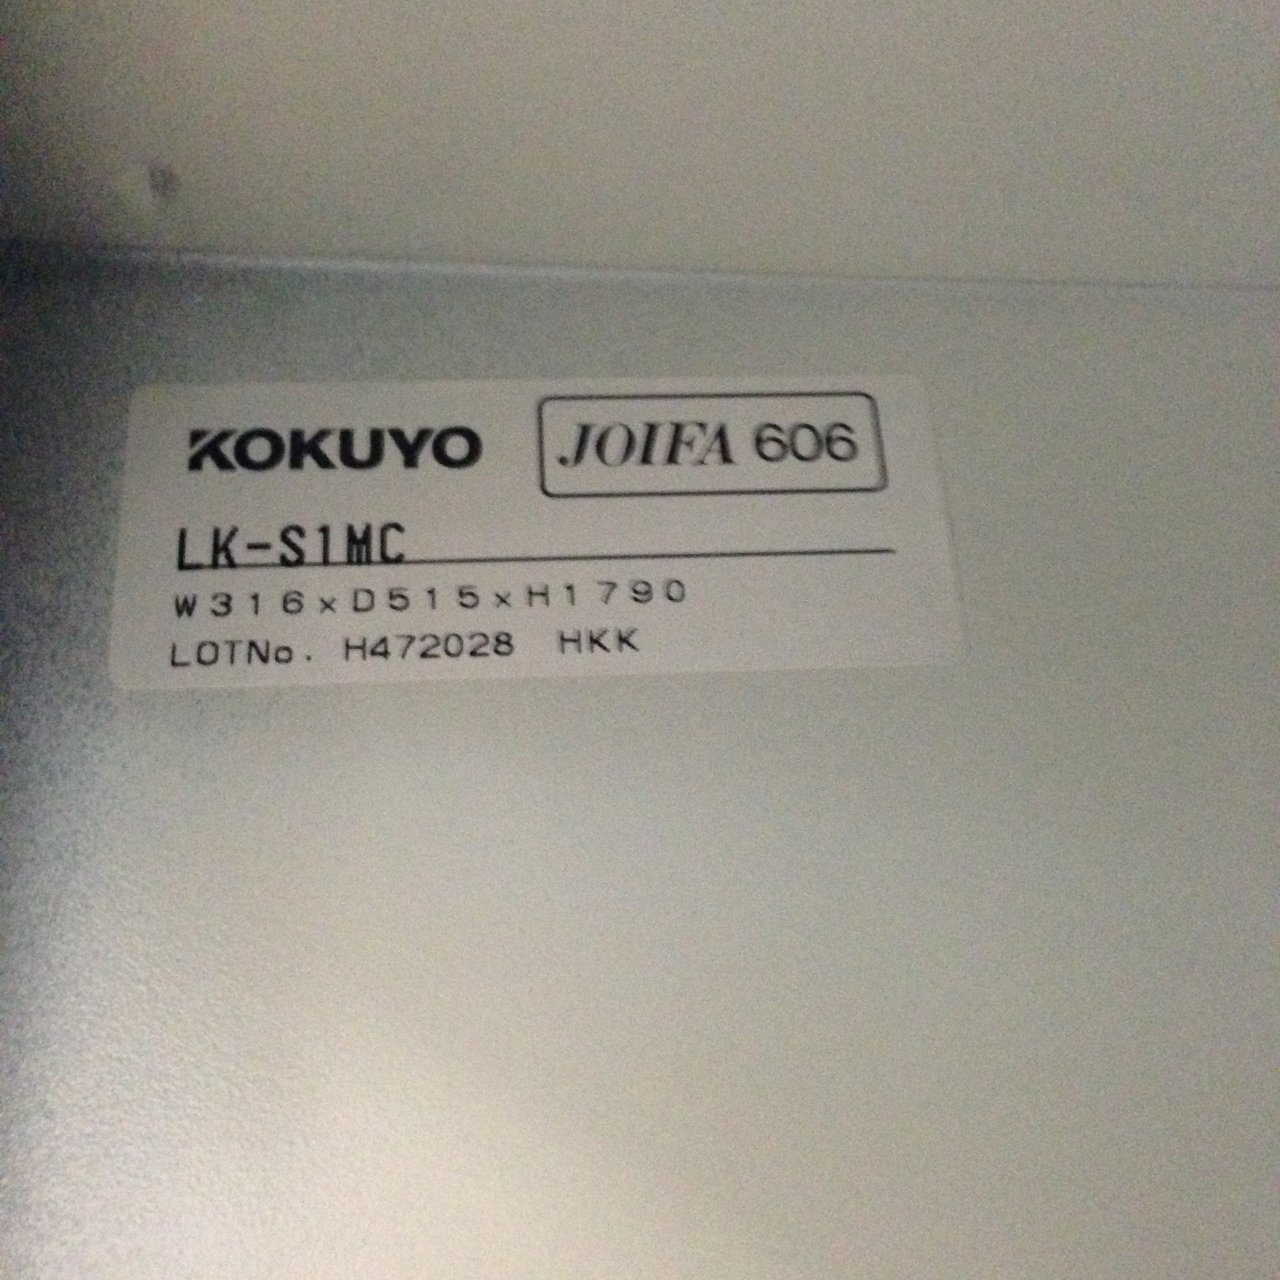 KOKUYO JOIFA 606
LK-S1MC
W316×D515×H1790
LOTNo. H472028 HKK